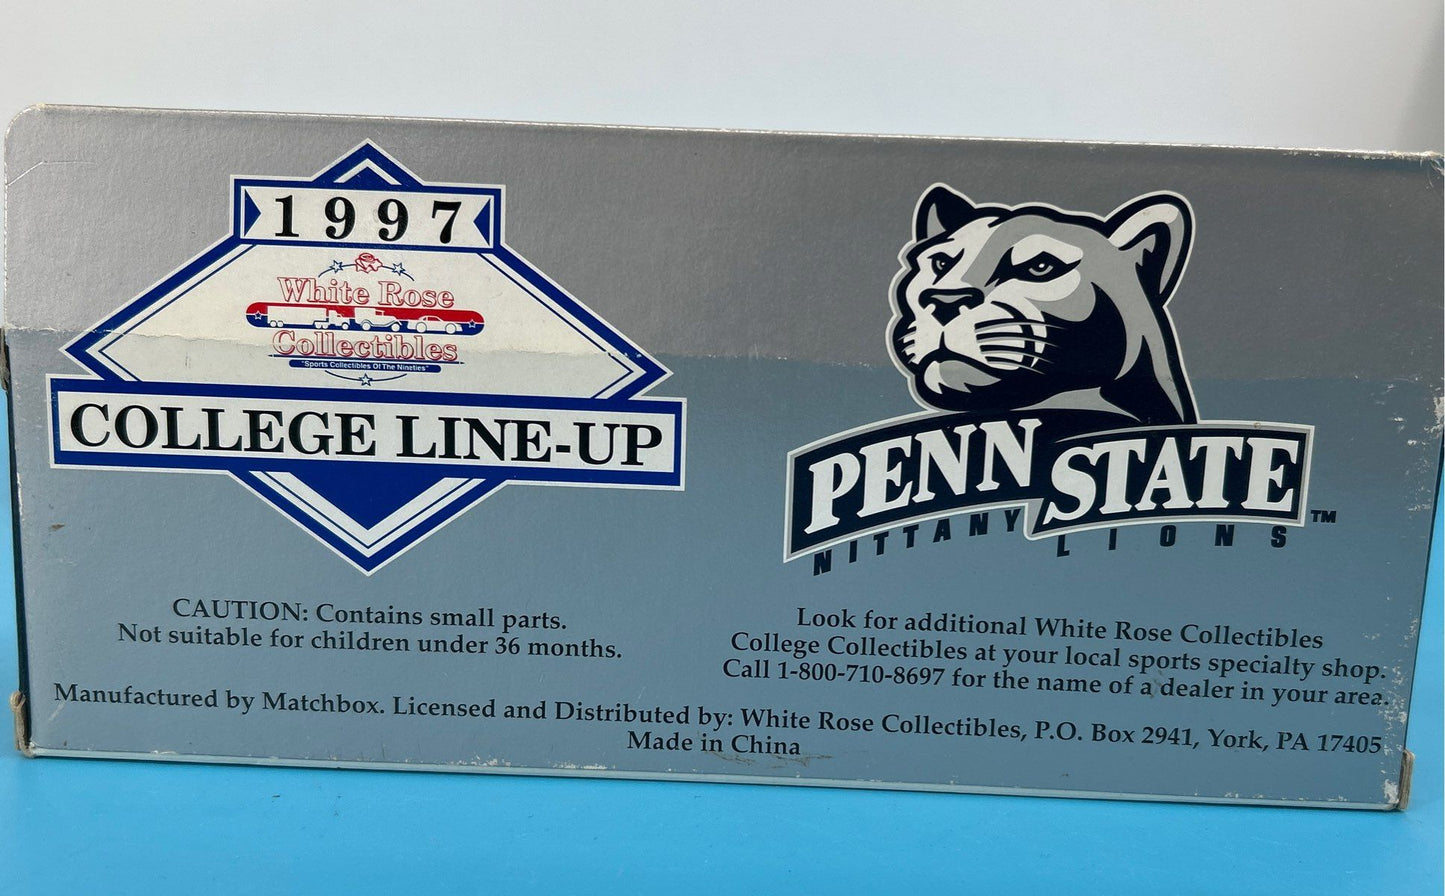 1997
White Rose
Collectibles
"Sports Collectibles Of The Nineties"
COLLEGE LINE-UP
CAUTION: Contains small parts.
Not suitable for children under 36 months.
PENN STATE
NITTANY LIONS
TM
Look for additional White Rose Collectibles
College Collectibles at your local sports specialty shop.
Call 1-800-710-8697 for the name of a dealer in your area.
Manufactured by Matchbox. Licensed and Distributed by: White Rose Collectibles, P.O. Box 2941, York, PA 17405
Made in China